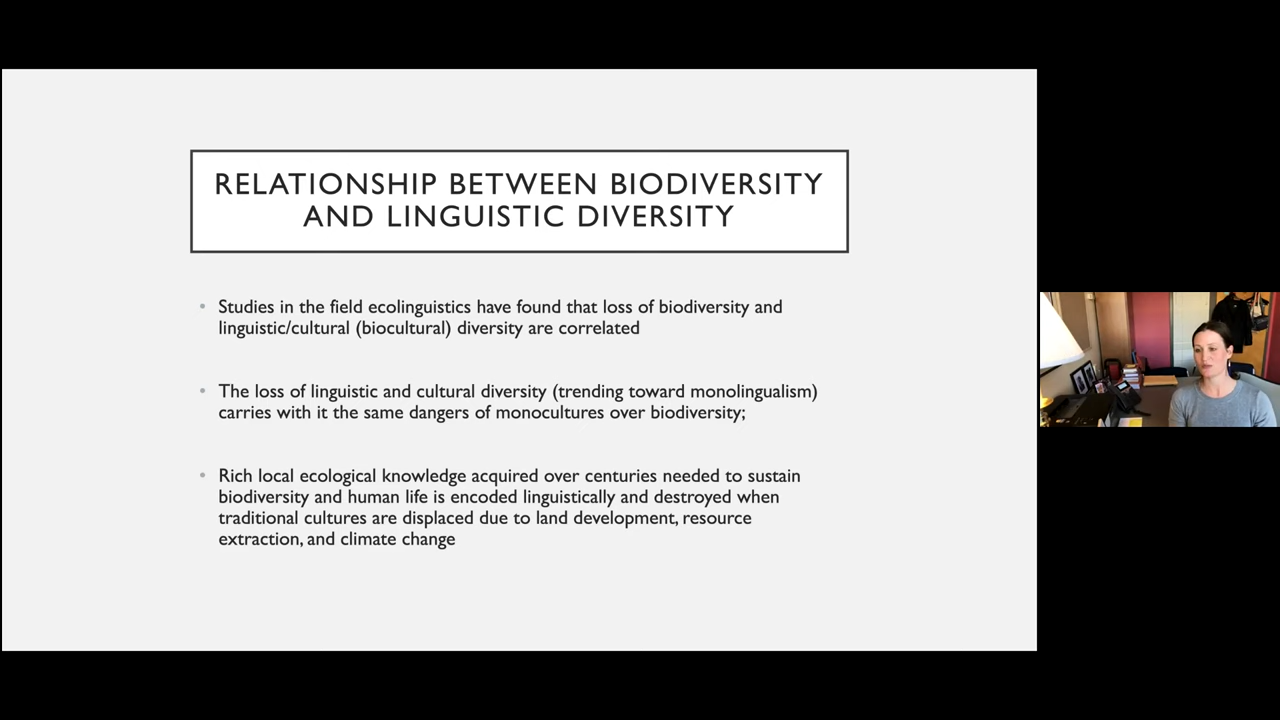 RELATIONSHIP BETWEEN BIODIVERSITY
AND LINGUISTIC DIVERSITY
• Studies in the field ecolinguistics have found that loss of biodiversity and
linguistic/cultural (biocultural) diversity are correlated
• The loss of linguistic and cultural diversity (trending toward monolingualism)
carries with it the same dangers of monocultures over biodiversity;
• Rich local ecological knowledge acquired over centuries needed to sustain
biodiversity and human life is encoded linguistically and destroyed when
traditional cultures are displaced due to land development, resource
extraction, and climate change